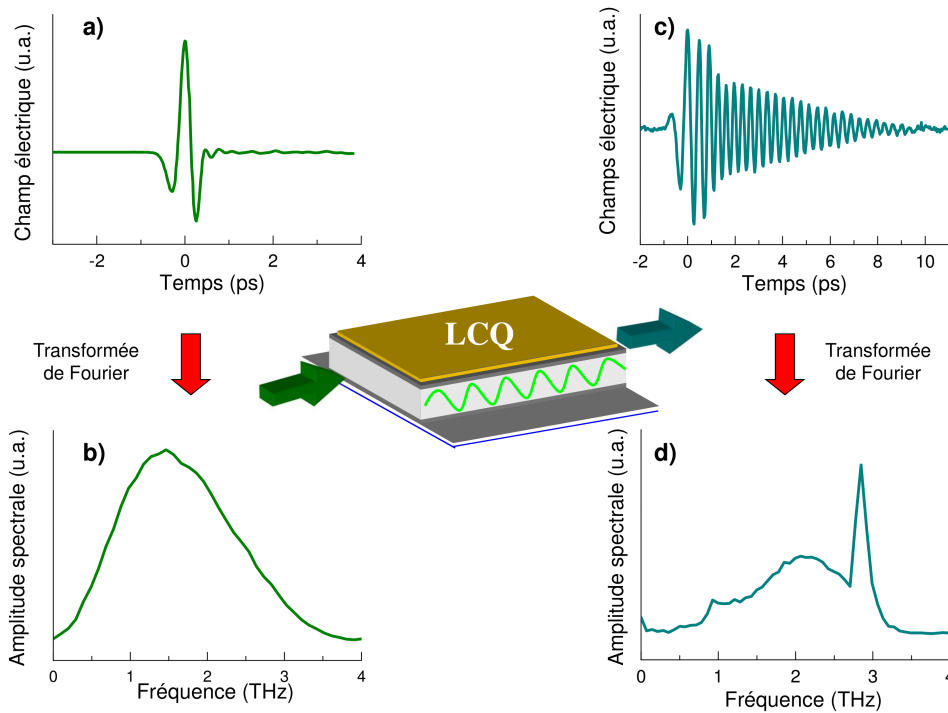 a)
Champ électrique (u.a.)
-2
0
2
4
Temps (ps)
c)
Champs électrique (u.a.)
-2
0
2
4
6
8
10
Temps (ps)
Transformée
de Fourier
LCQ
Transformée
de Fourier
b)
Amplitude spectrale (u.a.)
0
1
2
3
4
Fréquence (THz)
d)
Amplitude spectrale (u.a.)
0
1
2
3
4
Fréquence (THz)